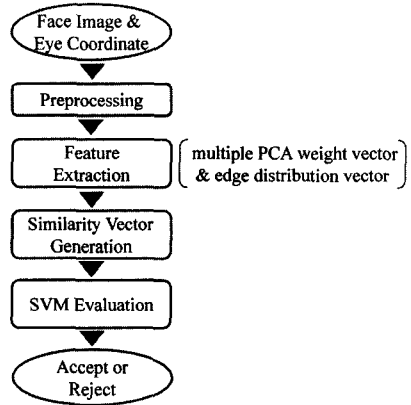 Face Image &
Eye Coordinate
Preprocessing
Feature
Extraction
multiple PCA weight vector
& edge distribution vector
Similarity Vector
Generation
SVM Evaluation
Accept or
Reject